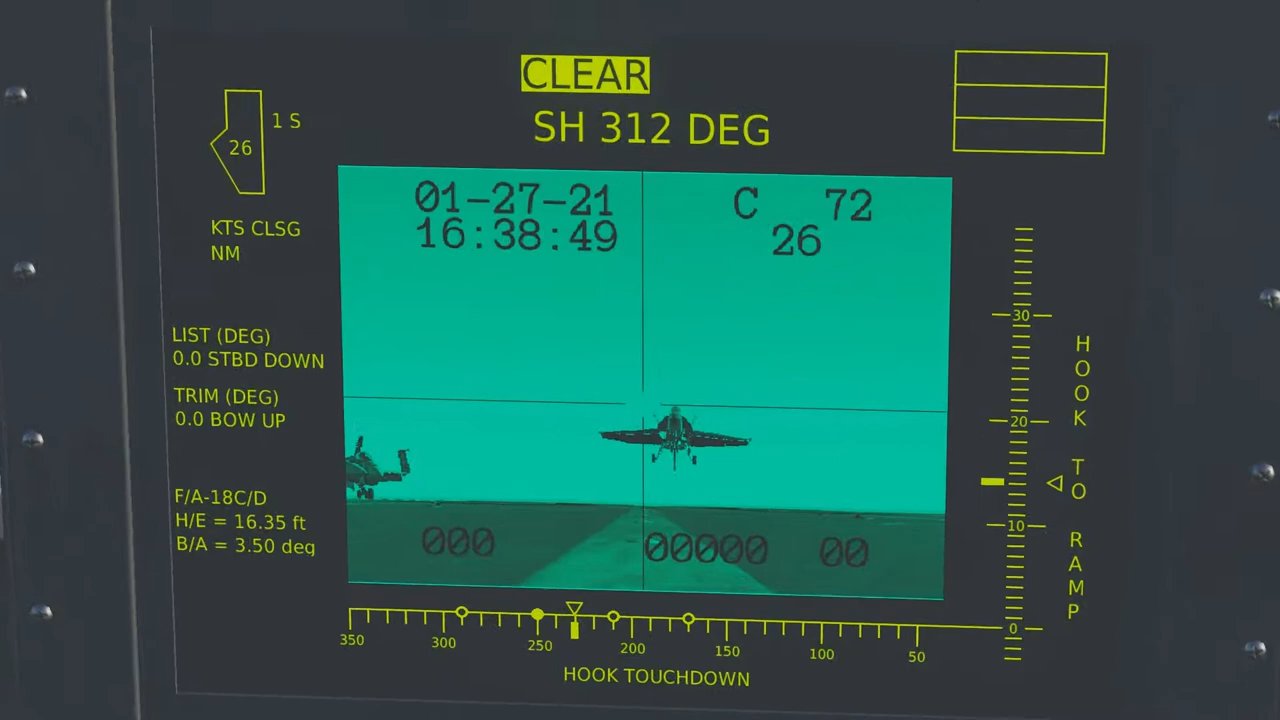 CLEAR
SH 312 DEG
1 S
26
KTS CLSG
NM
LIST (DEG)
0.0 STBD DOWN
TRIM (DEG)
0.0 BOW UP
F/A-18C/D
H/E = 16.35 ft
B/A = 3.50 deg
01-27-21
16:38:49
C 72
26
000
00000 00
30
20
10
0
HOOK TO RAMP
350 300 250 200 150 100 50
HOOK TOUCHDOWN